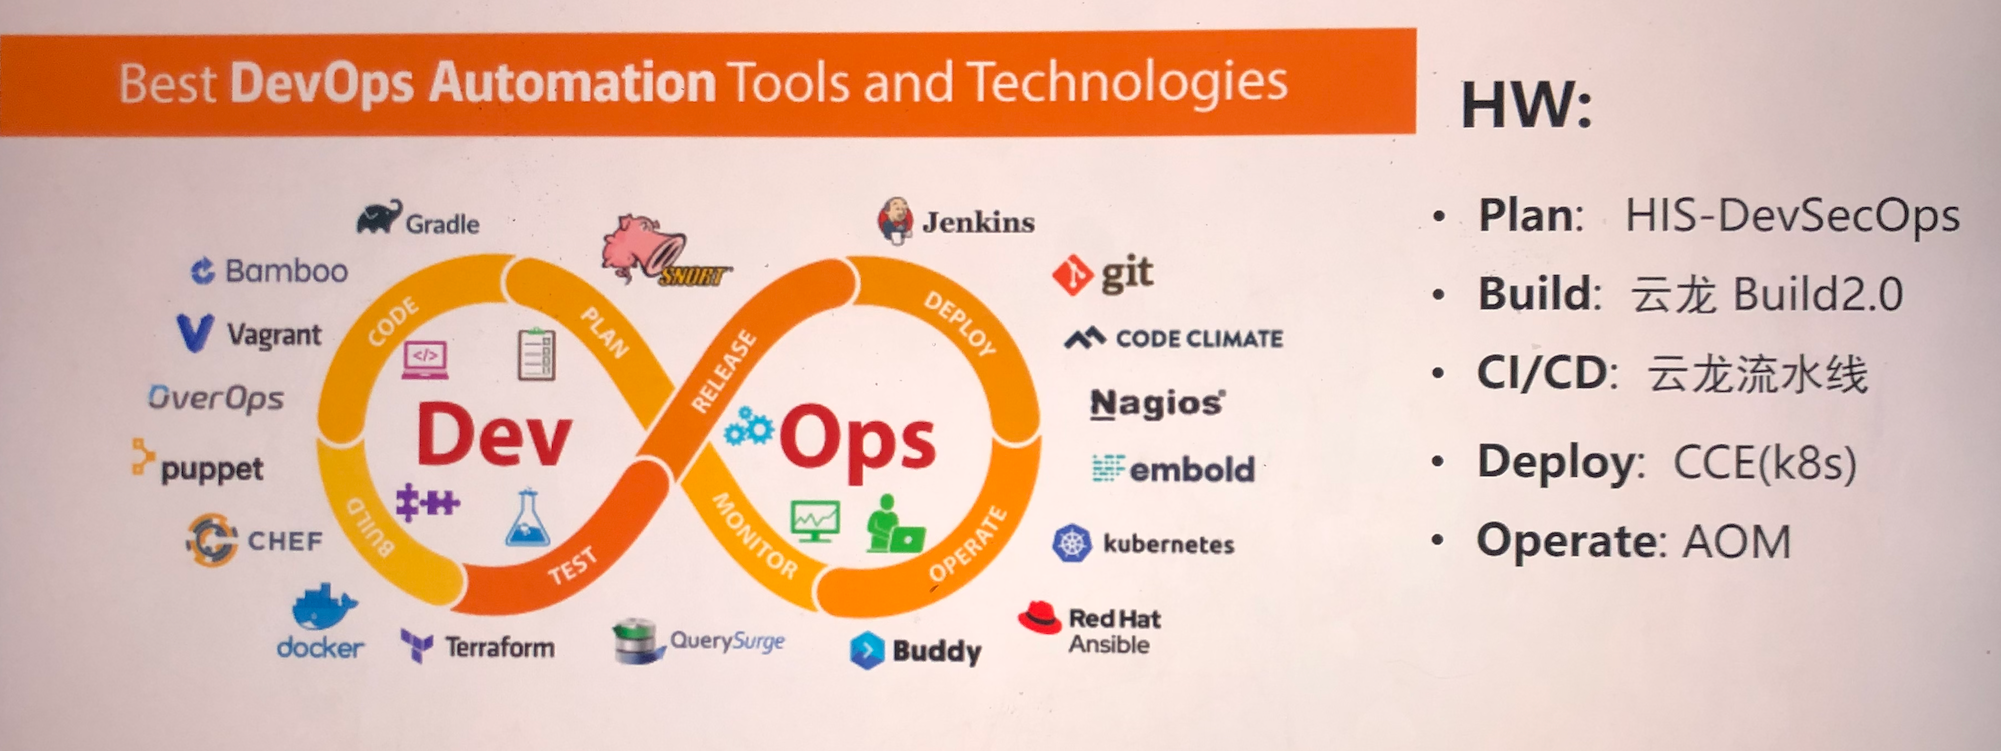 Best DevOps Automation Tools and Technologies
HW:
Gradle
SNORT
Jenkins
Bamboo
git
Vagrant
CODE CLIMATE
OverOps
Nagios®
puppet
embold
CHEF
kubernetes
docker
Terraform
QuerySurge
Buddy
Red Hat
Ansible
CODE
PLAN
RELEASE
DEPLOY
</>
Dev
Ops
BUILD
TEST
MONITOR
OPERATE
• Plan: HIS-DevSecOps
• Build: 云龙 Build2.0
• CI/CD: 云龙流水线
• Deploy: CCE(k8s)
• Operate: AOM